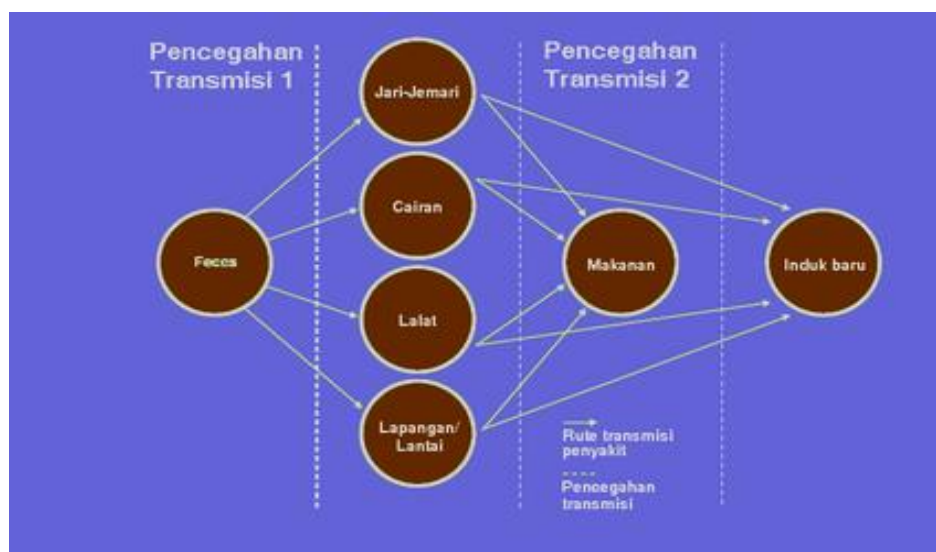 Pencegahan
Transmisi 1
Pencegahan
Transmisi 2
Jari-Jemari
Cairan
Feces
Makanan
Induk baru
Lalat
Lapangan/
Lantai
Rute transmisi
penyakit
Pencegahan
transmisi